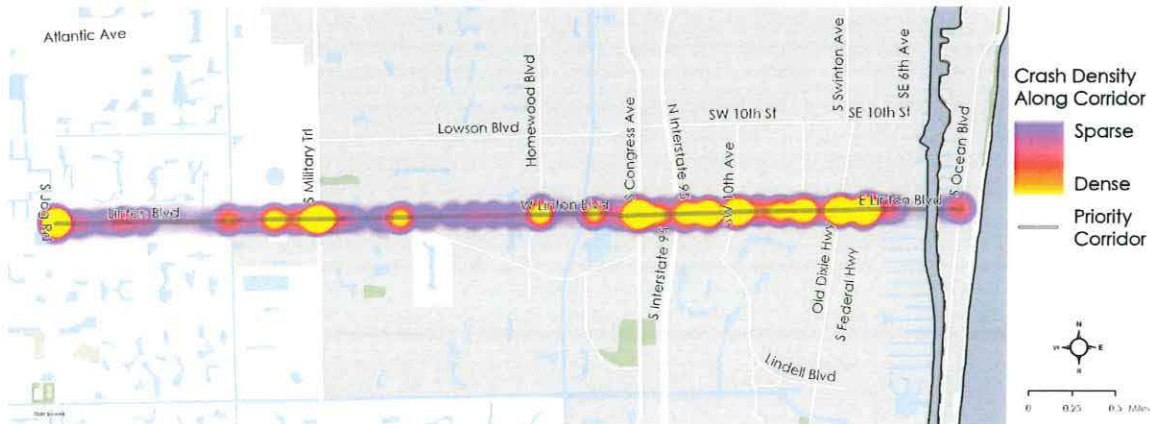 Atlantic Ave
Lowson Blvd
SW 10th St
SE 10th St
S Jog Rd
Linton Blvd
S Military Trl
Homewood Blvd
W Linton Blvd
S Congress Ave
N Interstate 95
S Interstate 95
SW 10th Ave
S Swinton Ave
SE 6th Ave
Old Dixie Hwy
S Federal Hwy
E Linton Blvd
S Ocean Blvd
Lindell Blvd
Crash Density
Along Corridor
Sparse
Dense
Priority
Corridor
N
W
E
S
0 0.25 0.5 Miles